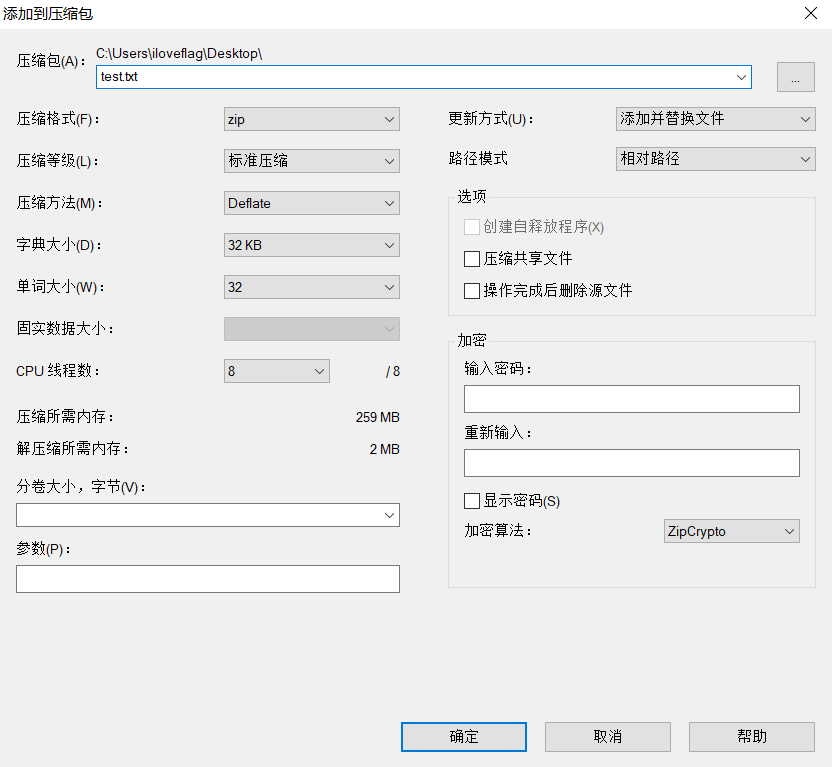 添加到压缩包
压缩包(A)： C:\Users\iloveflag\Desktop\
test.txt
...
压缩格式(F)： zip
压缩等级(L)： 标准压缩
压缩方法(M)： Deflate
字典大小(D)： 32 KB
单词大小(W)： 32
固实数据大小：
CPU 线程数： 8 / 8
压缩所需内存： 259 MB
解压缩所需内存： 2 MB
分卷大小，字节(V)：
参数(P)：
更新方式(U)： 添加并替换文件
路径模式 相对路径
选项
创建自释放程序(X)
压缩共享文件
操作完成后删除源文件
加密
输入密码：
重新输入：
显示密码(S)
加密算法： ZipCrypto
确定 取消 帮助